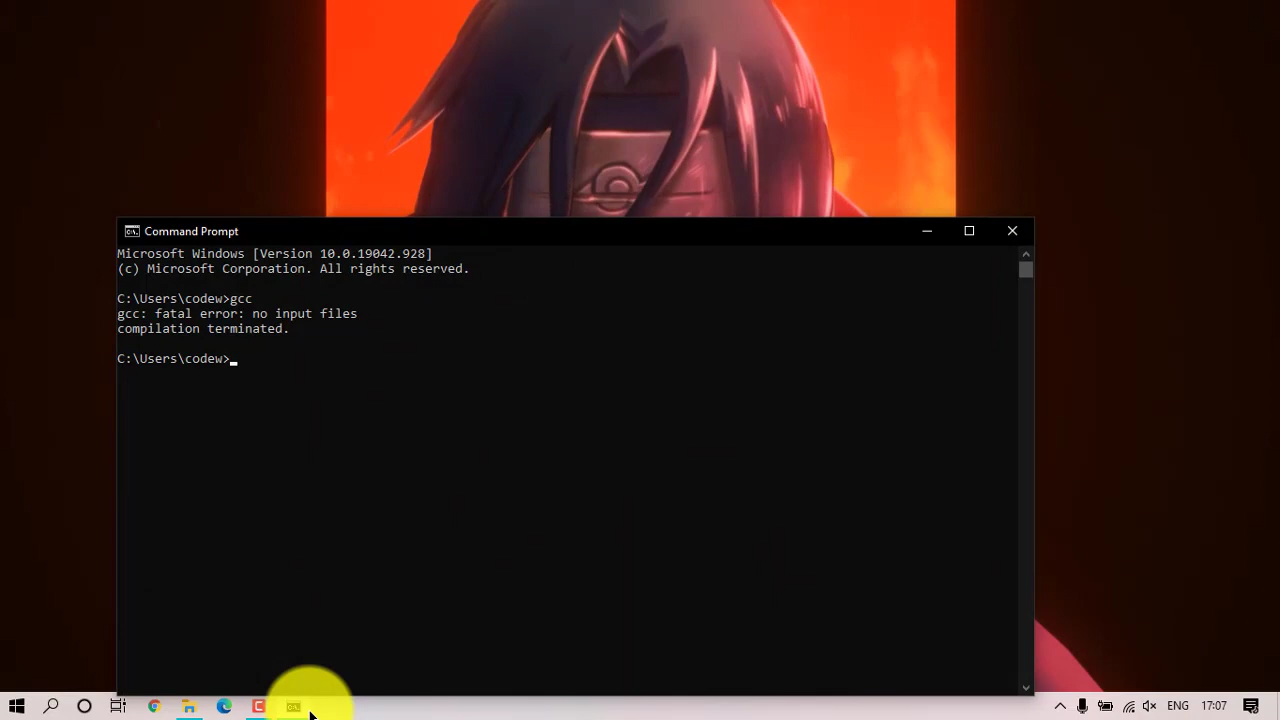 Command Prompt
Microsoft Windows [Version 10.0.19042.928]
(c) Microsoft Corporation. All rights reserved.
C:\Users\codew>gcc
gcc: fatal error: no input files
compilation terminated.
C:\Users\codew>
ENG
17:07